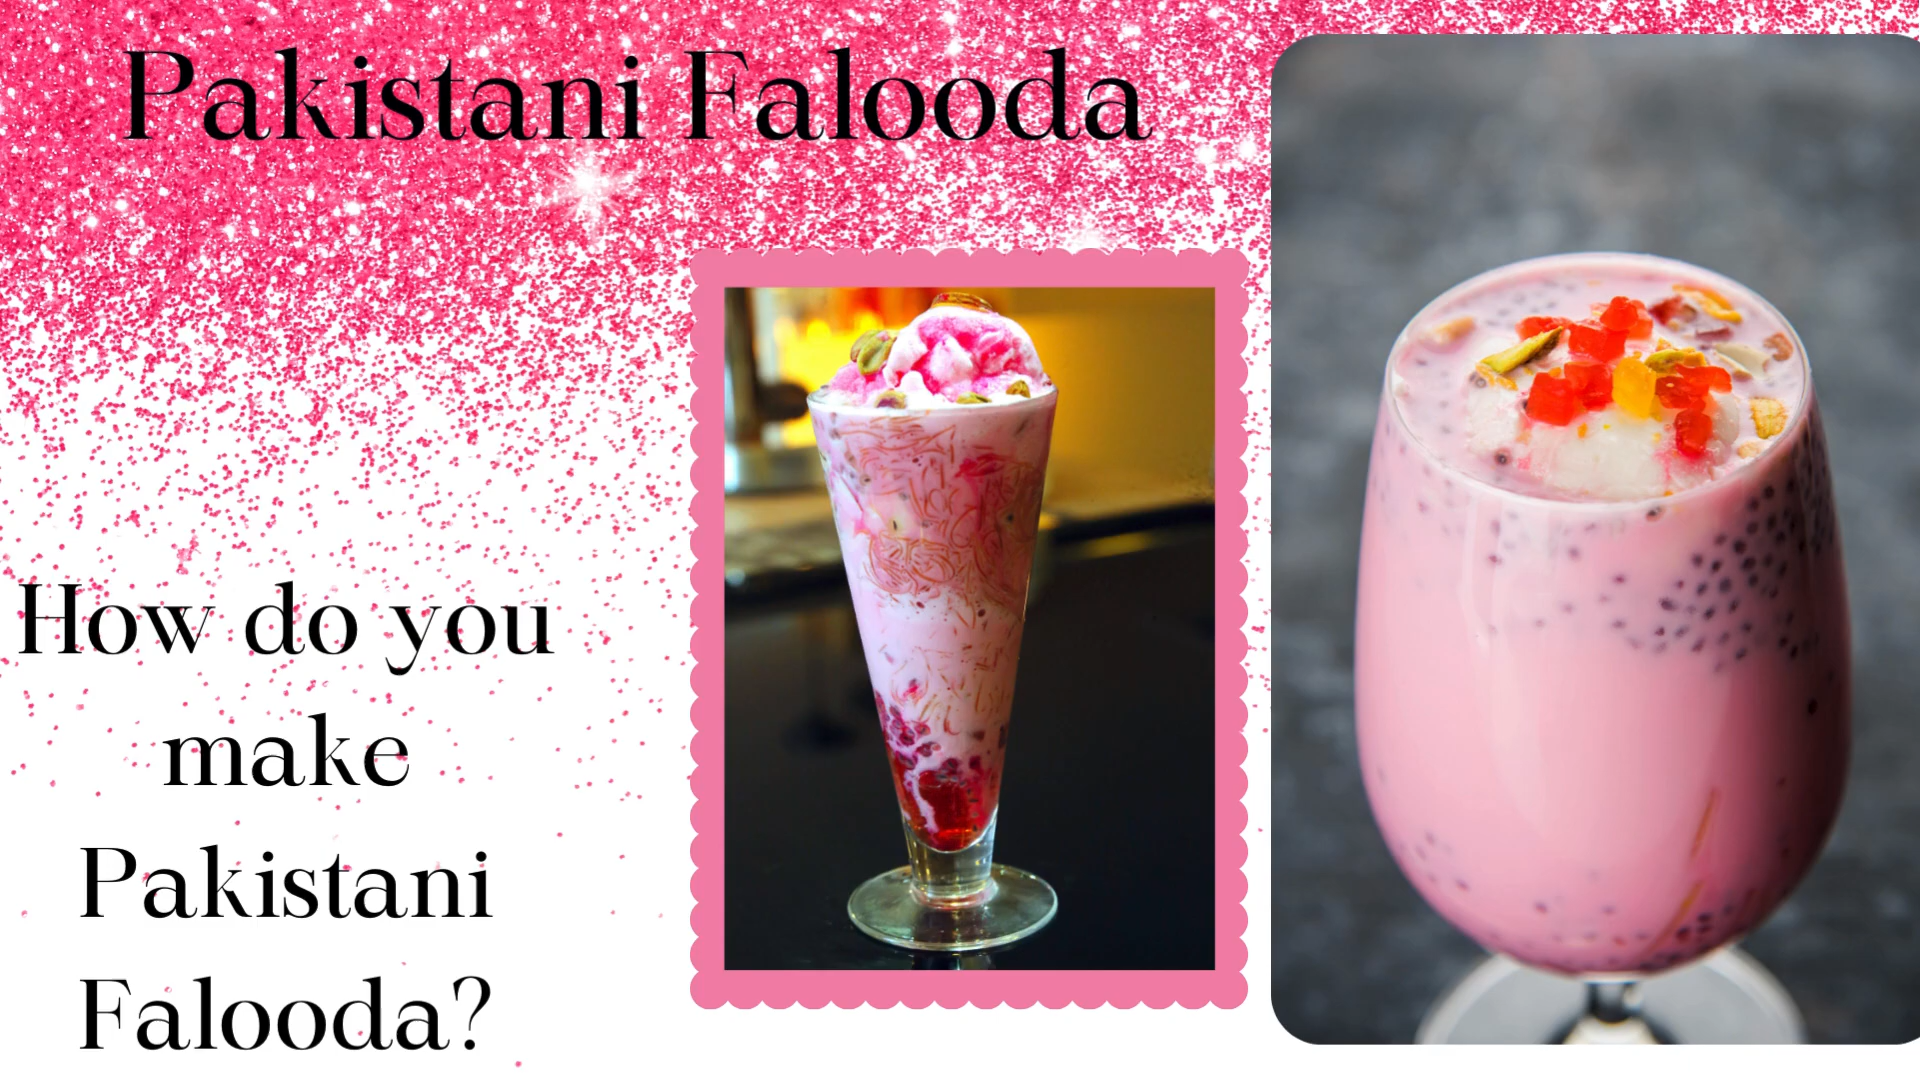 Pakistani Falooda
How do you
make
Pakistani
Falooda?